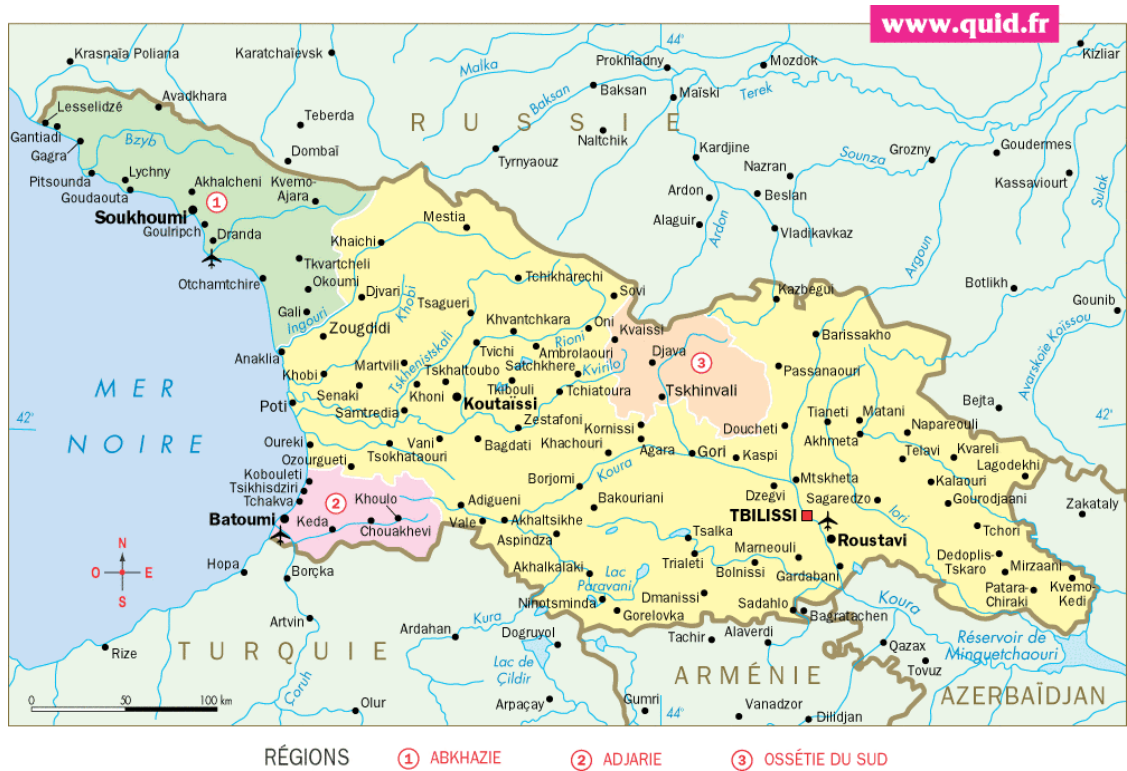 www.quid.fr
44°
Krasnaïa Poliana
Karatchaïevsk
Malka
Prokhladny
Mozdok
Kizliar
Baksan
Baksan
Maïski
Terek
Lesselidzé
Avadkhara
Teberda
RUSSIE
Gantiadi
Bzyb
Naltchik
Gagra
Dombaï
Tyrnyaouz
Kardjine
Nazran
Sounza
Grozny
Goudermes
Pitsounda
Lychny
Akhalcheni
Kvemo-
Ajara
Kassaviourt
Sulak
Goudaouta
1
Ardon
Beslan
Soukhoumi
Mestia
Alaguir
Ardon
Vladikavkaz
Goulripch
Dranda
Khaichi
Argoun
Tkvartcheli
Otchamtchire
Okoumi
Tchikharechi
Botlikh
Djvari
Khobi
Tsagueri
Sovi
Kazbegui
Gounib
Gali
Ingouri
Zougdidi
Khvantchkara
Oni
Kvaissi
Barissakho
Avarskoïe Koïssou
Rioni
Anaklia
Martvili
Tskhenistskali
Tvichi
Ambrolaouri
Djava
3
Satchkhere
Kvirilo
Passanaouri
MER
NOIRE
Khobi
Tskhaltoubo
Tkibouli
Tchiatoura
Tskhinvali
Senaki
Khoni
Koutaïssi
Poti
Samtredia
Tianeti
Matani
Bejta
42°
42°
Zestafoni
Kornissi
Doucheti
Akhmeta
Napareouli
Oureki
Vani
Bagdati
Khachouri
Tsokhataouri
Agara
Gori
Kaspi
Telavi
Kvareli
Ozourgueti
Koura
Lagodekhi
Kobouleti
Borjomi
Mtskheta
Kalaouri
Tsikhisdziri
Khoulo
2
Dzegvi
Sagaredzo
Gourodjaani
Tchakva
Adigueni
Bakouriani
Zakataly
Batoumi
Keda
Chouakhevi
Vale
Akhaltsikhe
TBILISSI
Iori
Tchori
Aspindza
Tsalka
Roustavi
N
O
E
S
Hopa
Borçka
Akhalkalaki
Trialeti
Marneouli
Bolnissi
Gardabani
Dedoplis-
Tskaro
Mirzaani
Lac
Paravani
Patara-
Chiraki
Kvemo-
Kedi
Ninotsminda
Dmanissi
Gorelovka
Sadahlo
Bagratachen
Koura
Artvin
Ardahan
Kura
Dogruyol
Tachir
Alaverdi
Rize
TURQUIE
Qazax
Réservoir de
Minguetchaouri
Lac de
Çildir
ARMÉNIE
Tovuz
Coruh
AZERBAÏDJAN
0
50
100 km
Olur
Arpaçay
Gumri
44°
Vanadzor
Dilidjan
RÉGIONS
1 ABKHAZIE
2 ADJARIE
3 OSSÉTIE DU SUD